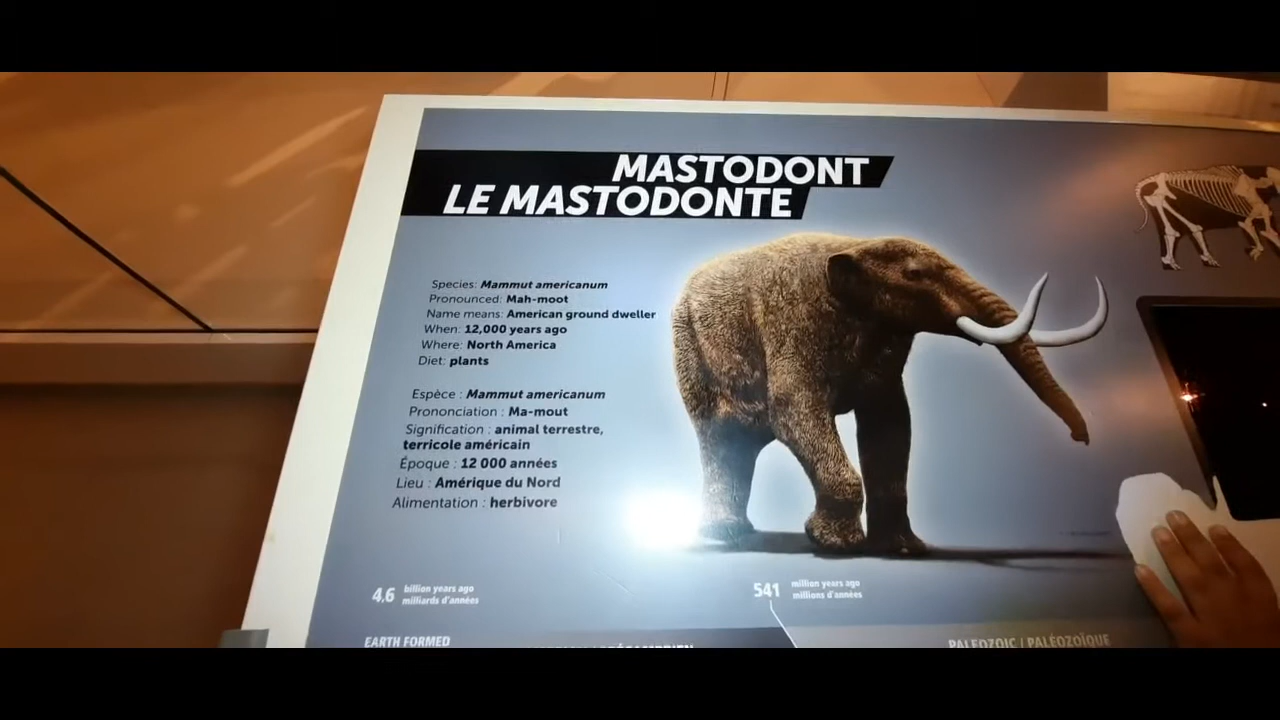 MASTODONT
LE MASTODONTE
Species: Mammut americanum
Pronounced: Mah-moot
Name means: American ground dweller
When: 12,000 years ago
Where: North America
Diet: plants
Espèce : Mammut americanum
Prononciation : Ma-mout
Signification : animal terrestre,
terricole américain
Époque : 12 000 années
Lieu : Amérique du Nord
Alimentation : herbivore
4,6 billion years ago
milliards d'années
541 million years ago
millions d'années
EARTH FORMED
PALEOZOIC / PALÉOZOÏQUE